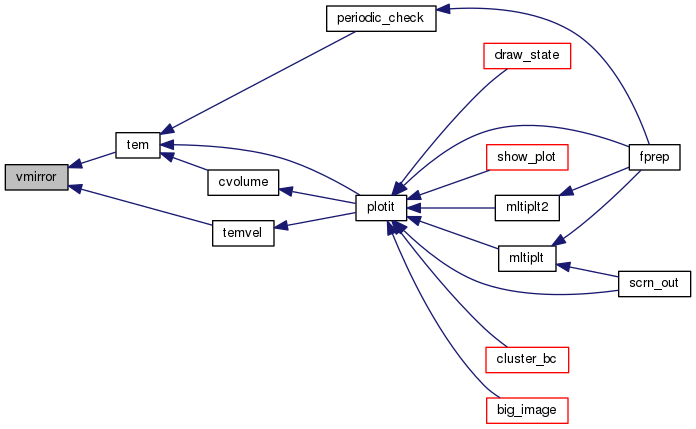 periodic_check
draw_state
tem
show_plot
fprep
vmirror
cvolume
plotit
mltiplt2
temvel
mltiplt
scrn_out
cluster_bc
big_image